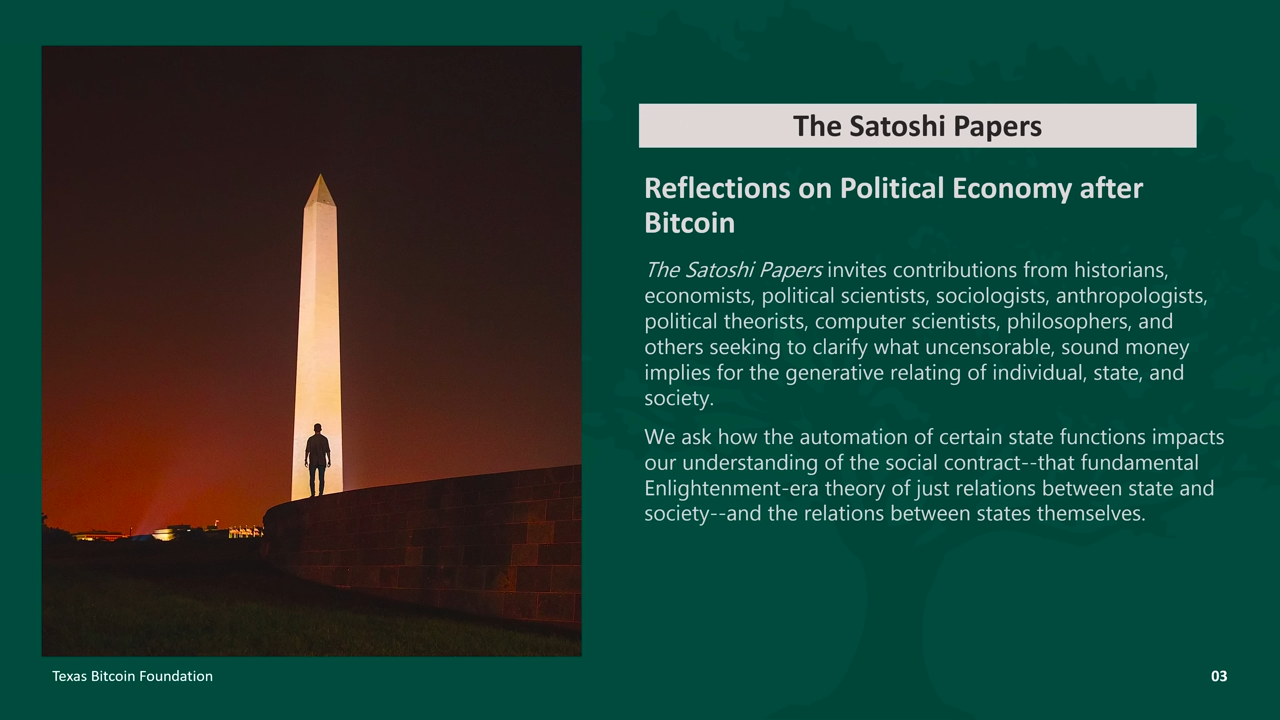 The Satoshi Papers
Reflections on Political Economy after
Bitcoin
The Satoshi Papers invites contributions from historians,
economists, political scientists, sociologists, anthropologists,
political theorists, computer scientists, philosophers, and
others seeking to clarify what uncensorable, sound money
implies for the generative relating of individual, state, and
society.
We ask how the automation of certain state functions impacts
our understanding of the social contract--that fundamental
Enlightenment-era theory of just relations between state and
society--and the relations between states themselves.
Texas Bitcoin Foundation
03